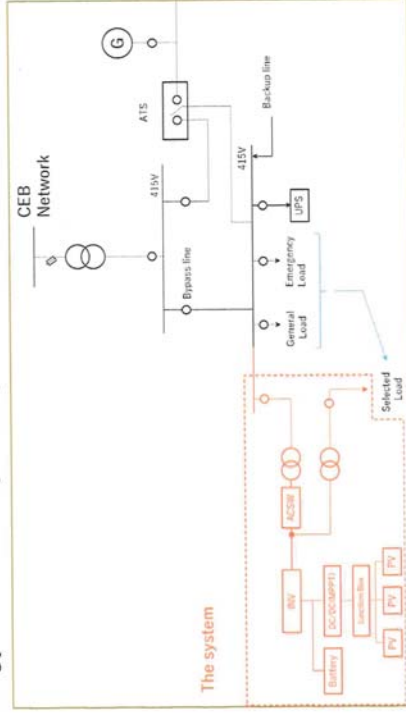 CEB
Network
G
ATS
415V
Bypass line
415V
Backup line
UPS
General
Load
Emergency
Load
Selected
Load
The system
ACSW
INV
DC/DC(MPPT)
Junction Box
Battery
PV
PV
PV